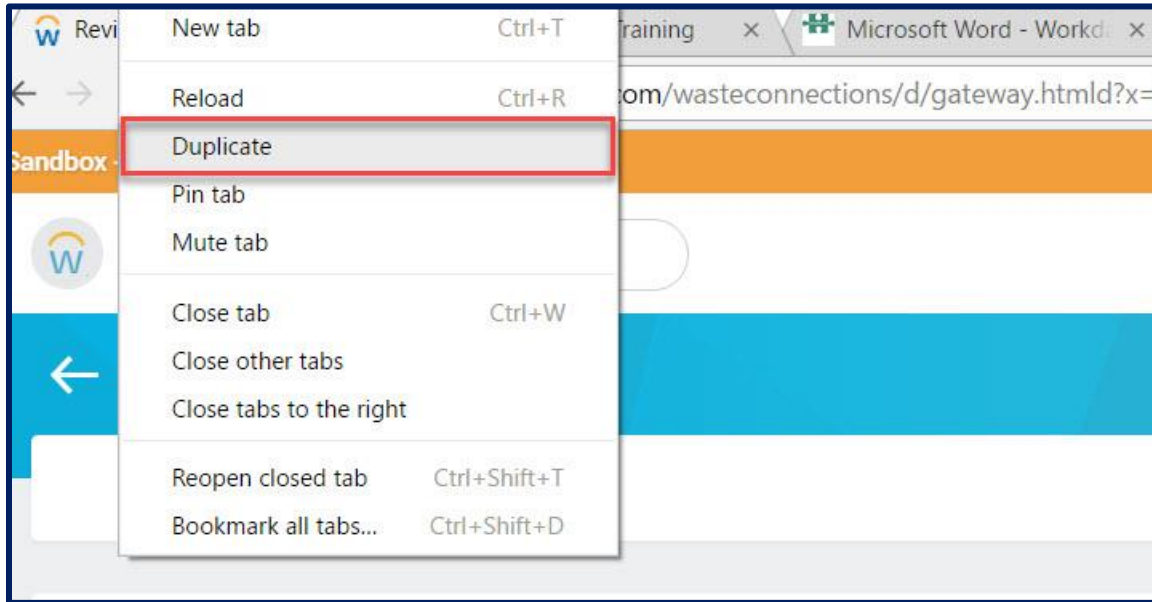 Revi
New tab Ctrl+T
Training × Microsoft Word - Workd ×
Reload Ctrl+R
com/wasteconnections/d/gateway.htmld?x=
Duplicate
Sandbox -
Pin tab
Mute tab
W
Close tab Ctrl+W
Close other tabs
Close tabs to the right
Reopen closed tab Ctrl+Shift+T
Bookmark all tabs... Ctrl+Shift+D